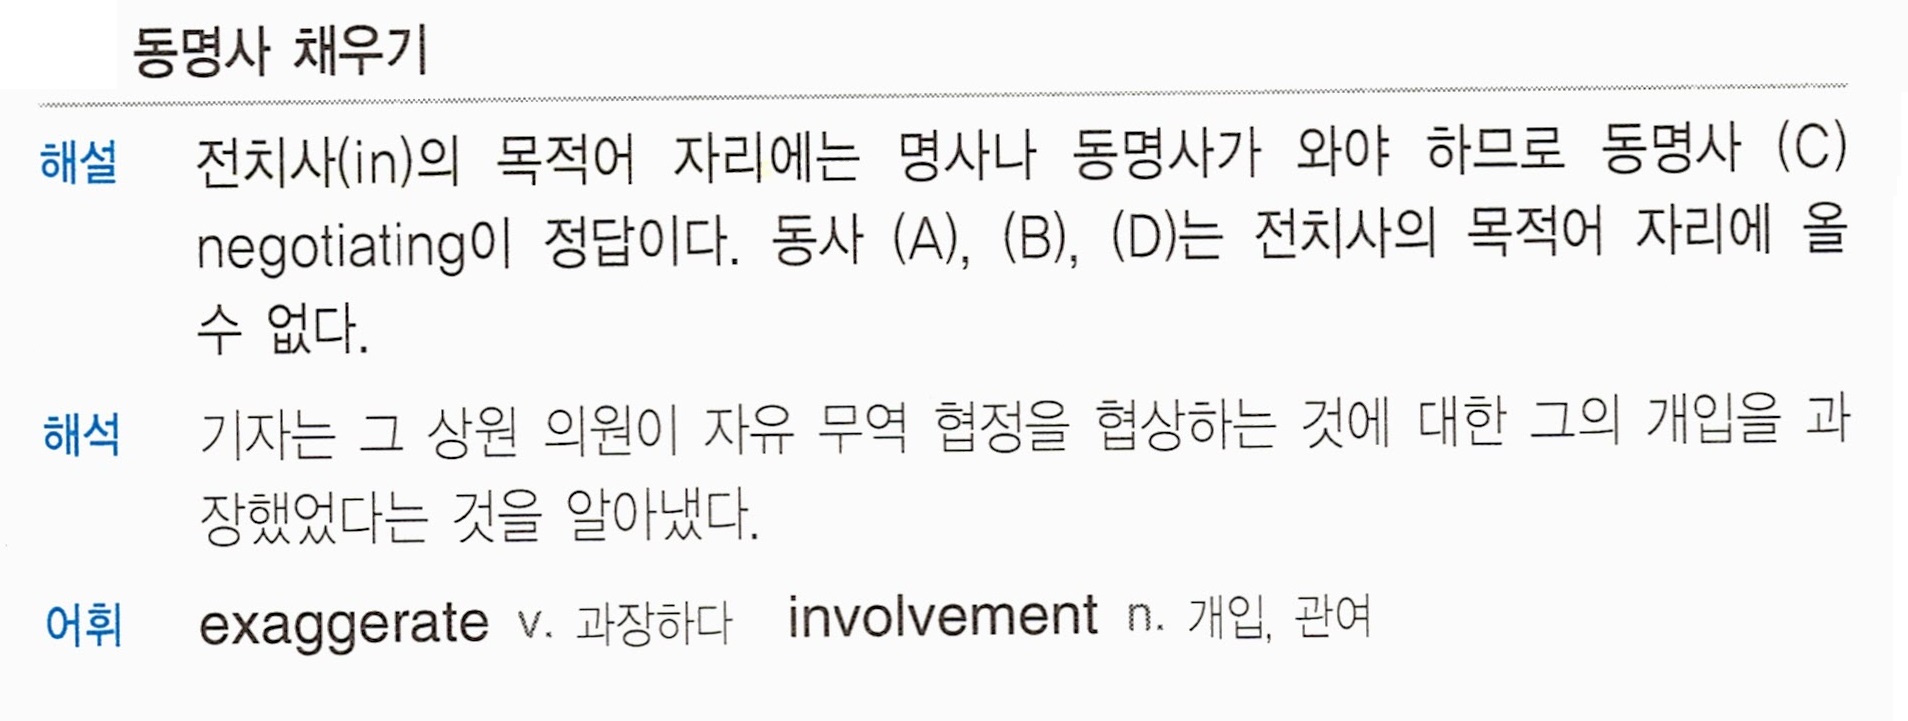 동명사 채우기
해설 전치사(in)의 목적어 자리에는 명사나 동명사가 와야 하므로 동명사 (C)
negotiating이 정답이다. 동사 (A), (B), (D)는 전치사의 목적어 자리에 올
수 없다.
해석 기자는 그 상원 의원이 자유 무역 협정을 협상하는 것에 대한 그의 개입을 과
장했었다는 것을 알아냈다.
어휘 exaggerate v. 과장하다 involvement n. 개입, 관여